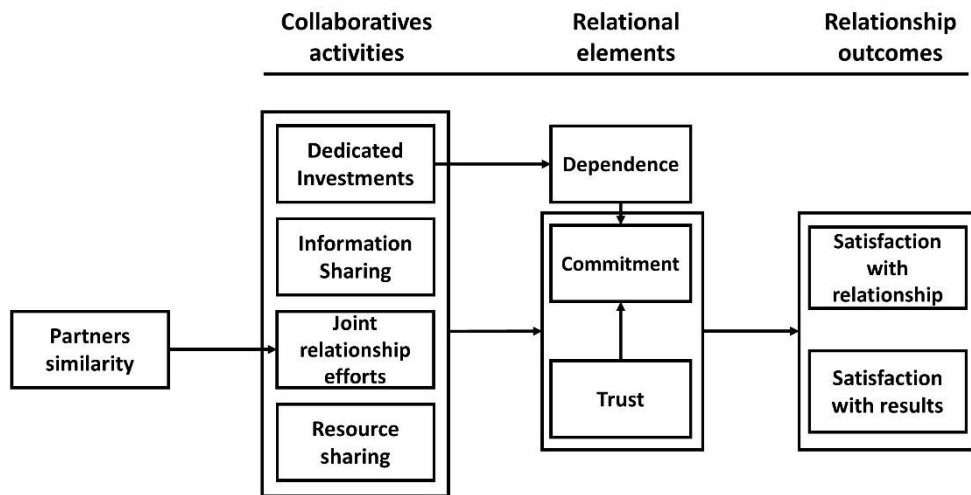 Collaboratives
activities
Relational
elements
Relationship
outcomes
Dedicated
Investments
Dependence
Information
Sharing
Commitment
Satisfaction
with
relationship
Partners
similarity
Joint
relationship
efforts
Trust
Satisfaction
with results
Resource
sharing